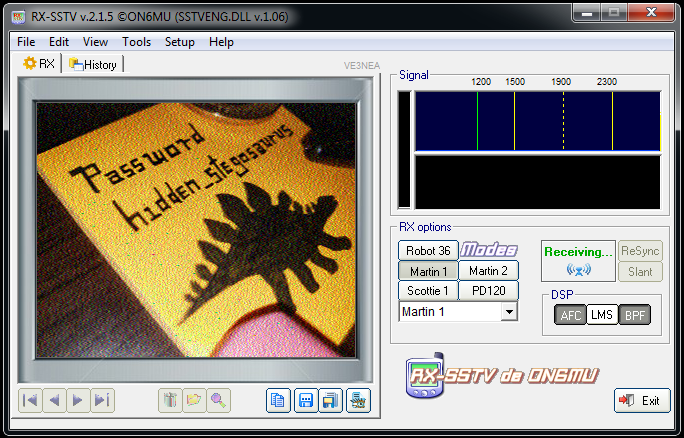 RX-SSTV v.2.1.5 ©ON6MU (SSTVENG.DLL v.1.06)
File Edit View Tools Setup Help
RX History VE3NEA
Password
hidden_stegosaurus
Signal
1200 1500 1900 2300
RX options
Robot 36 Modes
Martin 1 Martin 2
Scottie 1 PD120
Martin 1
Receiving...
ReSync
Slant
DSP
AFC LMS BPF
RX-SSTV de ON6MU
Exit